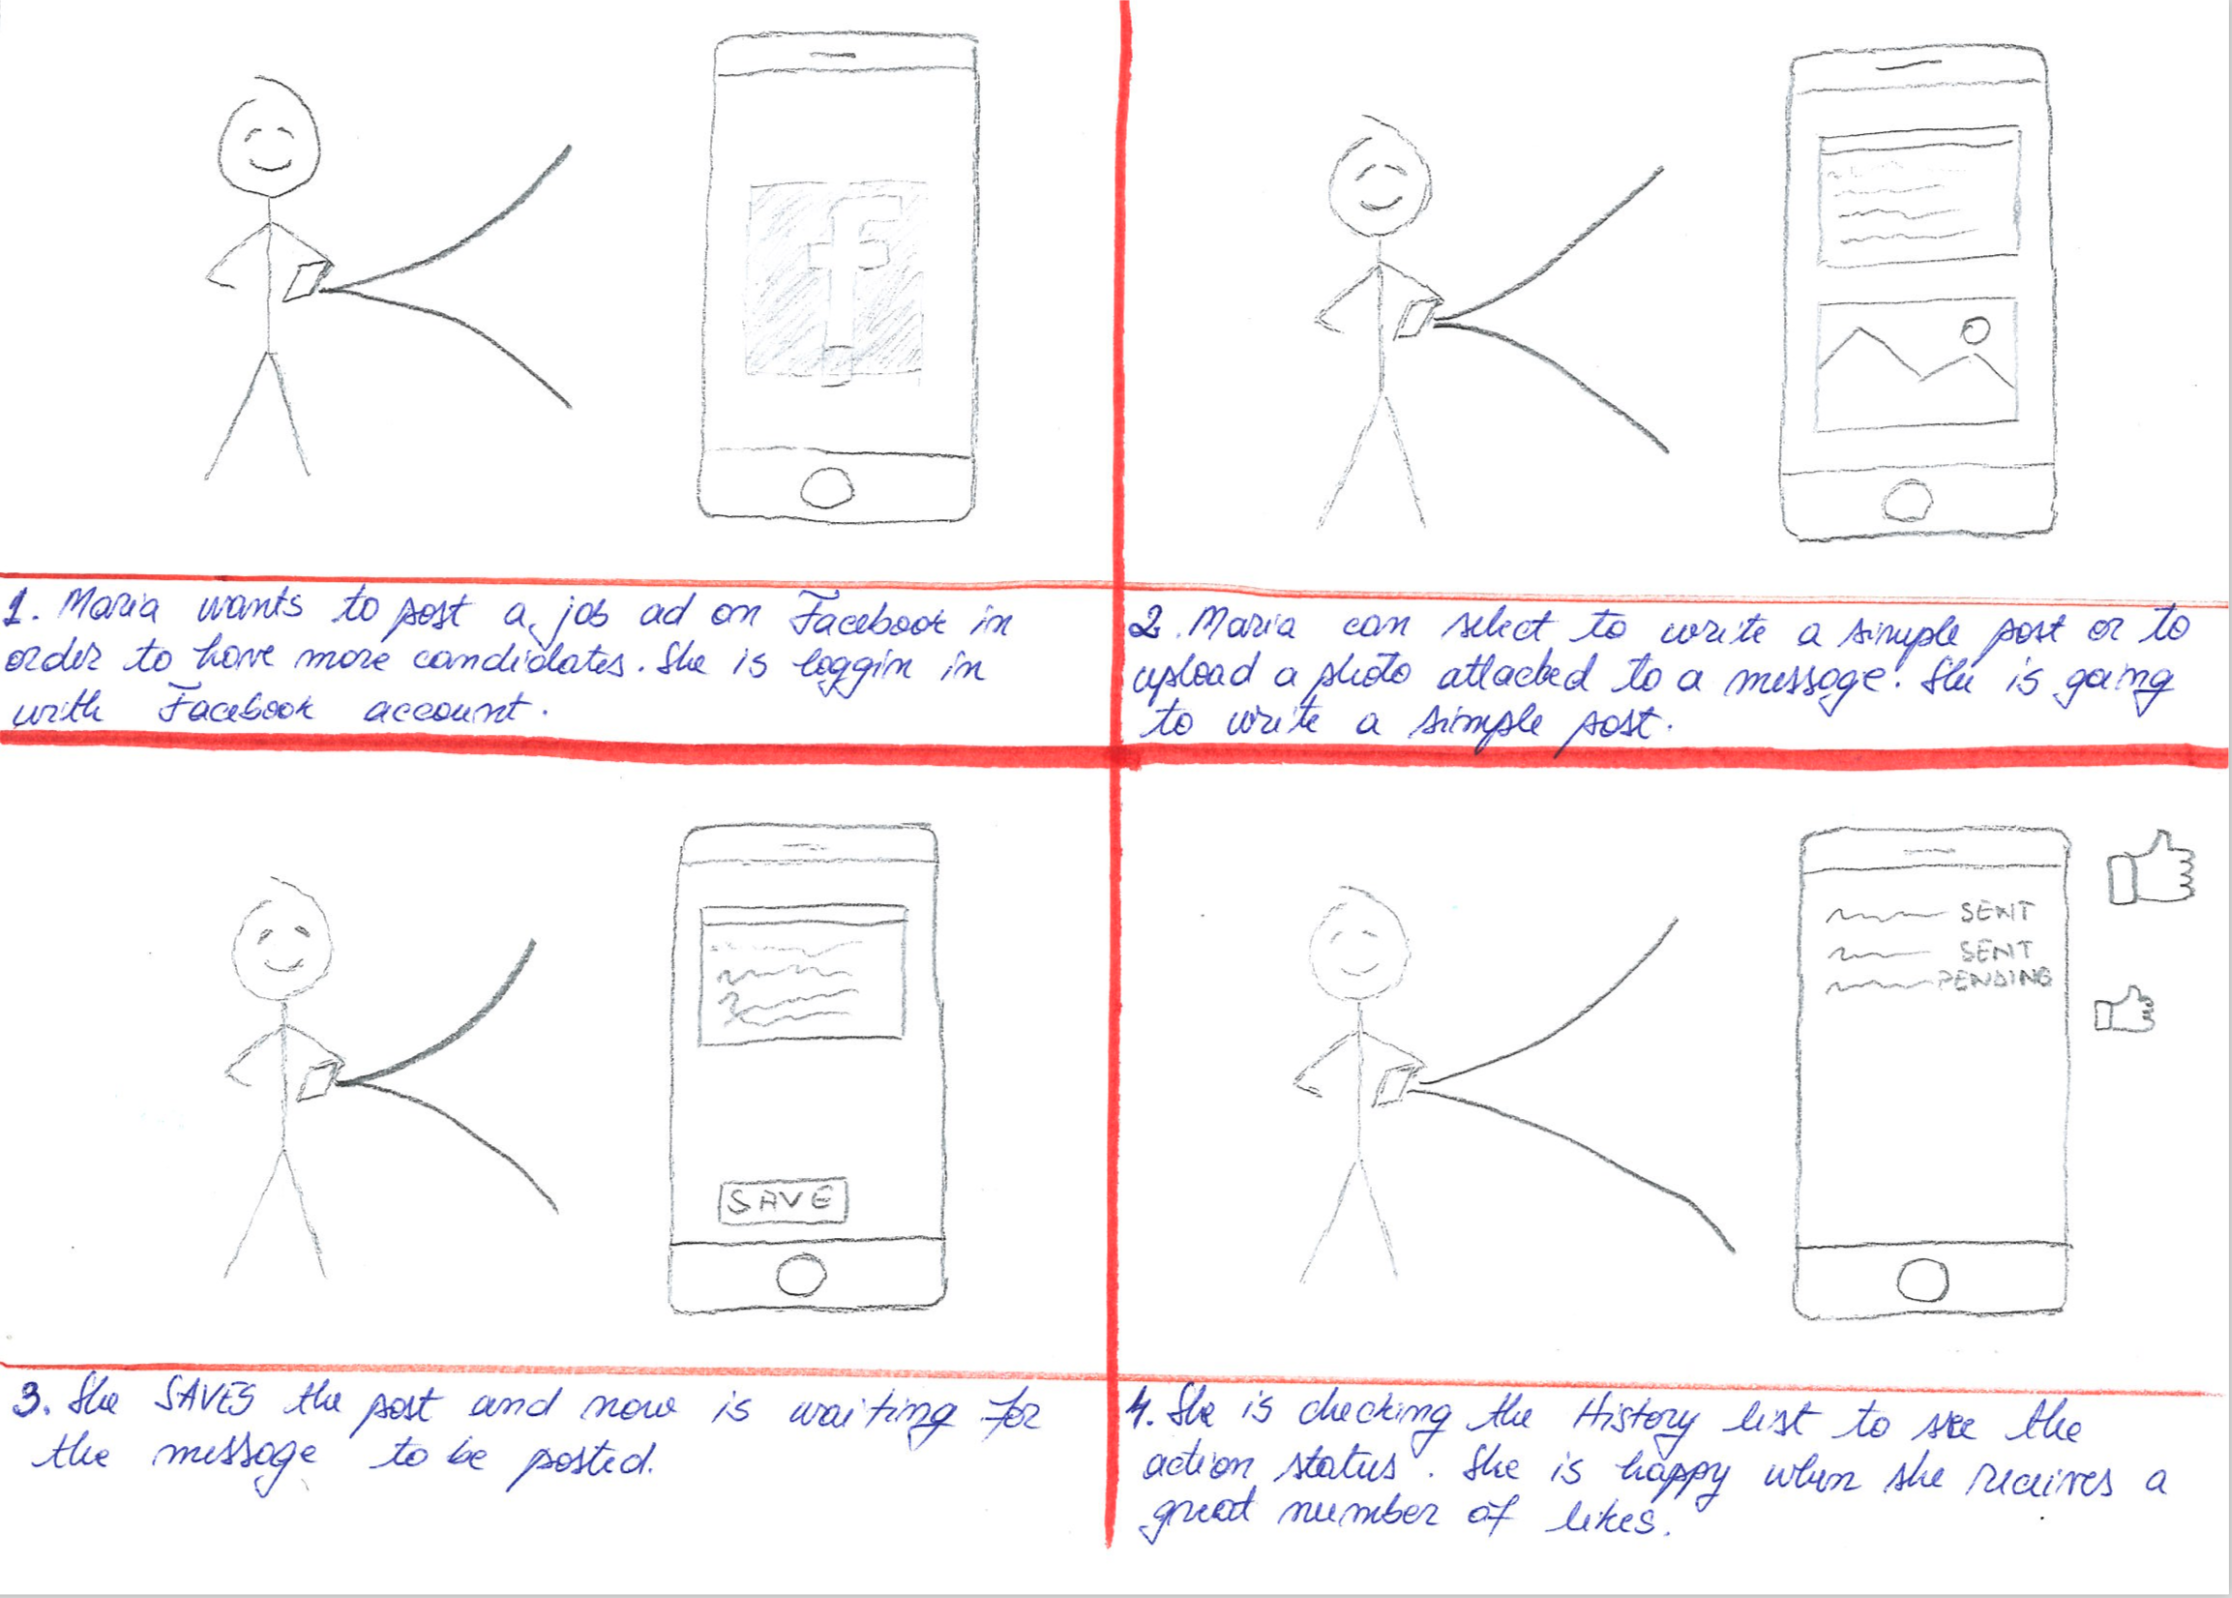 f
1. Maria wants to post a job ad on Facebook in
order to have more candidates. She is loggin in
with Facebook account.
2. Maria can select to write a simple post or to
upload a photo attached to a message. She is going
to write a simple post.
SAVE
3. She SAVES the post and now is waiting for
the message to be posted.
SENT
SENT
PENDING
4. She is checking the History list to see the
action status. She is happy when she receives a
great number of likes.